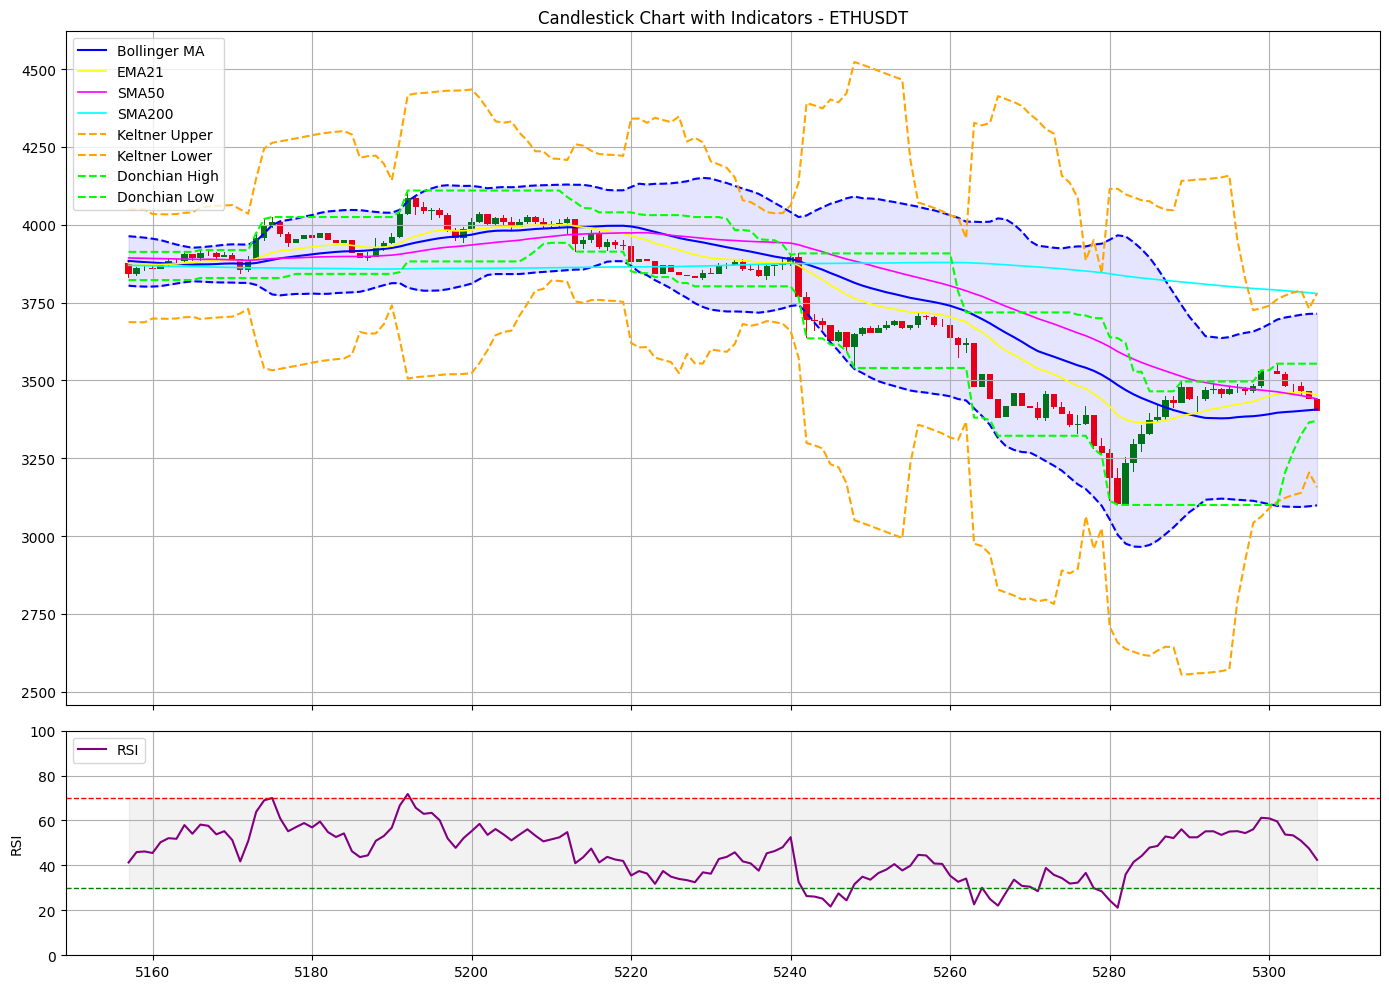 Candlestick Chart with Indicators - ETHUSDT
Bollinger MA
EMA21
SMA50
SMA200
Keltner Upper
Keltner Lower
Donchian High
Donchian Low
4500
4250
4000
3750
3500
3250
3000
2750
2500
RSI
RSI
100
80
60
40
20
0
5160 5180 5200 5220 5240 5260 5280 5300